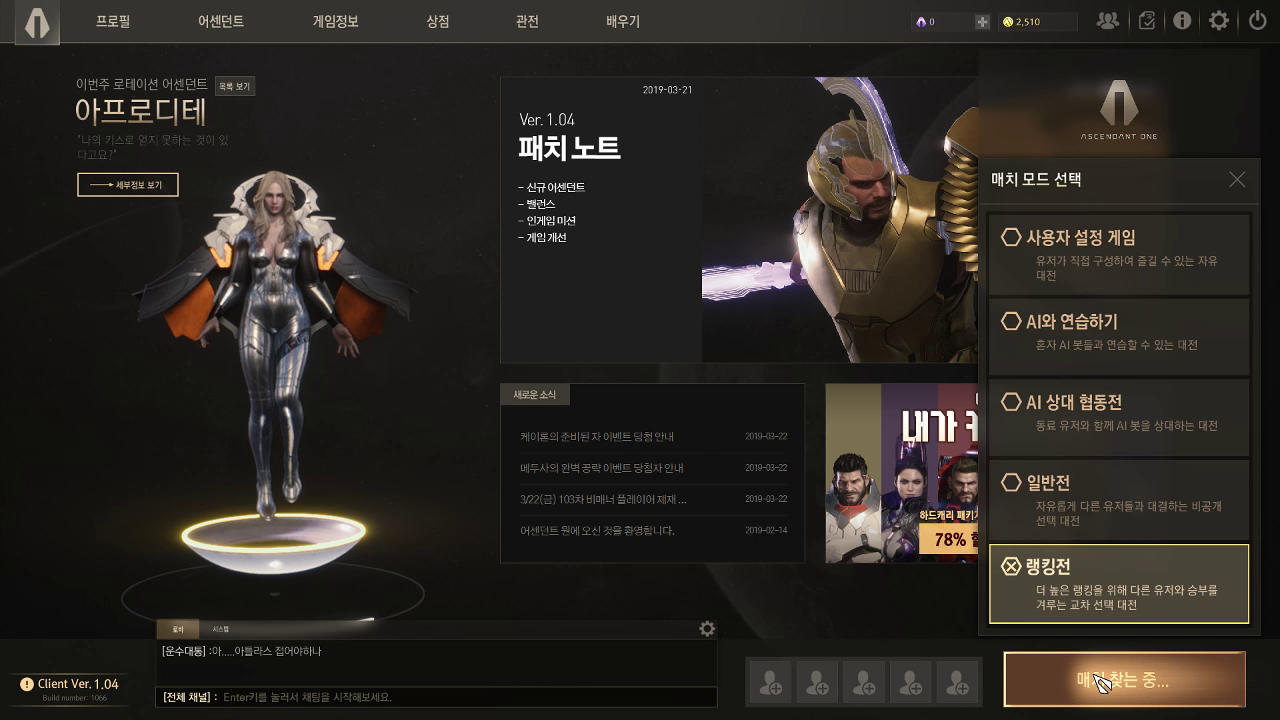 프로필
어센던트
게임정보
상점
관전
배우기
0
2,510
이번주 로테이션 어센던트
목록 보기
아프로디테
"나의 키스로 얻지 못하는 것이 있
다고요?"
세부정보 보기
2019-03-21
Ver. 1.04
패치 노트
- 신규 어센던트
- 밸런스
- 인게임 미션
- 게임 개선
새로운 소식
케이론의 준비된 자 이벤트 당첨 안내 2019-03-22
메두사의 완벽 공략 이벤트 당첨자 안내 2019-03-22
3/22(금) 103차 비매너 플레이어 제재 ... 2019-03-22
어센던트 원에 오신 것을 환영합니다. 2019-02-14
내가
하드캐리 패키지
78%
ASCENDANT ONE
매치 모드 선택
사용자 설정 게임
유저가 직접 구성하여 즐길 수 있는 자유
대전
AI와 연습하기
혼자 AI 봇들과 연습할 수 있는 대전
AI 상대 협동전
동료 유저와 함께 AI 봇을 상대하는 대전
일반전
자유롭게 다른 유저들과 대결하는 비공개
선택 대전
랭킹전
더 높은 랭킹을 위해 다른 유저와 승부를
겨루는 교차 선택 대전
로비
시스템
[운수대통] :아.....아틀라스 접어야하나
[전체 채널] : Enter키를 눌러서 채팅을 시작해보세요.
Client Ver. 1.04
Build number: 1066
매치 찾는 중...